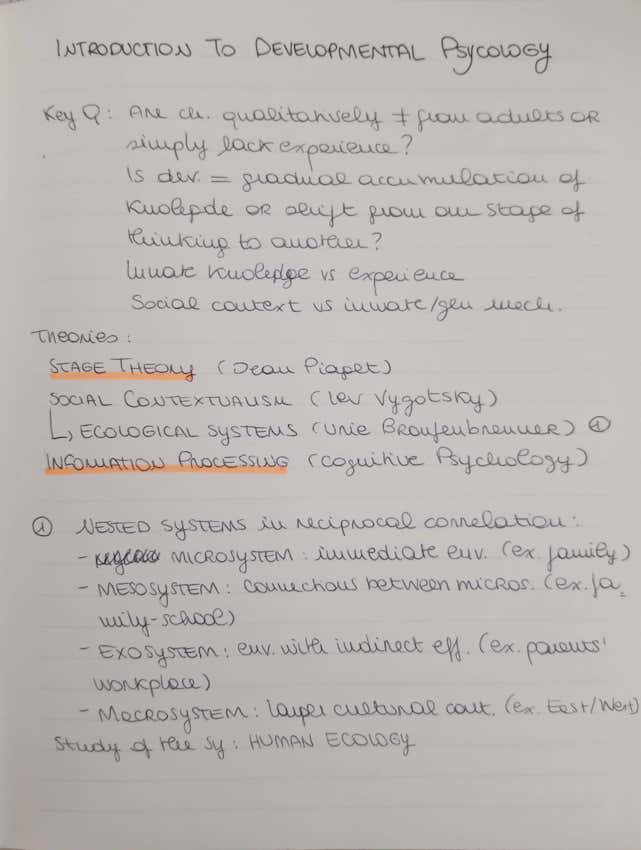 INTRODUCTION TO DEVELOPMENTAL PSYCOLOGY
Key Q: Are ch. qualitatively ≠ from adults OR
simply lack experience?
Is dev. = gradual accumulation of
knolegde OR shift from one stage of
thinking to another?
Innate knoledge vs experience
Social context vs innate/gen mech.
Theories:
STAGE THEORY (Jean Piaget)
SOCIAL CONTEXTUALISM (Lev Vygotsky)
↳ ECOLOGICAL SYSTEMS (Urie Bronfenbrenner) ①
INFORMATION PROCESSING (Cognitive Psychology)
① NESTED SYSTEMS in reciprocal correlation:
- MICROSYSTEM: immediate env. (ex. family)
- MESOSYSTEM: connections between micros. (ex. fa=
mily-school)
- EXOSYSTEM: env. with indirect eff. (ex. parents'
workplace)
- MACROSYSTEM: larger cultural cont. (ex. East/West)
Study of the sy: HUMAN ECOLOGY